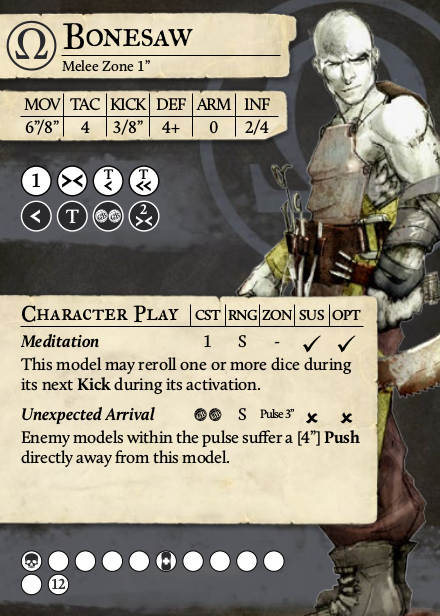 Ω BONESAW
Melee Zone 1”
MOV TAC KICK DEF ARM INF
6”/8” 4 3/8” 4+ 0 2/4
1 >< T < T <<
< T 2 ><
CHARACTER PLAY CST RNG ZON SUS OPT
Meditation 1 S - ✓ ✓
This model may reroll one or more dice during
its next Kick during its activation.
Unexpected Arrival S Pulse 3” ✗ ✗
Enemy models within the pulse suffer a [4”] Push
directly away from this model.
12